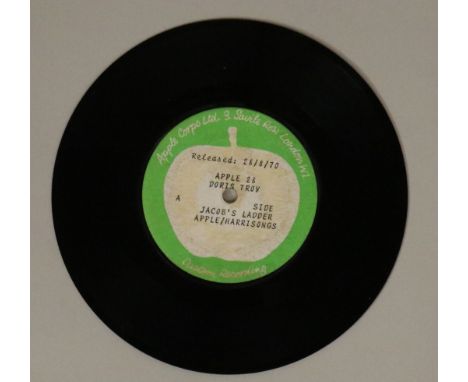 Apple Corps Ltd. 3 Savile Row London W1
Released: 28/8/70
APPLE 28
DORIS TROY
A SIDE
JACOB'S LADDER
APPLE/HARRISONGS
Custom Recording